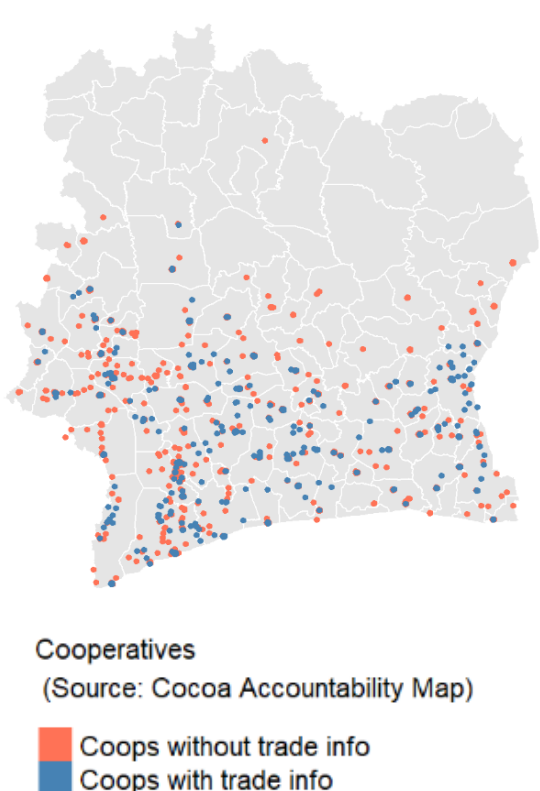 Cooperatives
(Source: Cocoa Accountability Map)
Coops without trade info
Coops with trade info